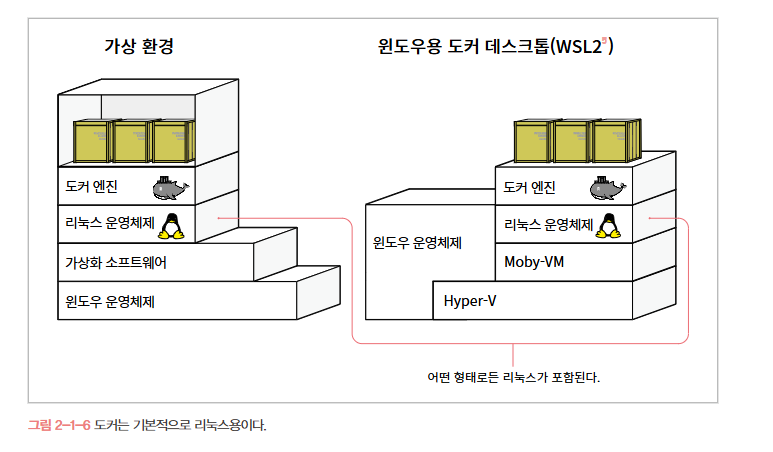 가상 환경
윈도우용 도커 데스크톱(WSL2⁵)
도커 엔진
리눅스 운영체제
가상화 소프트웨어
윈도우 운영체제
도커 엔진
리눅스 운영체제
윈도우 운영체제
Moby-VM
Hyper-V
어떤 형태로든 리눅스가 포함된다.
그림 2-1-6 도커는 기본적으로 리눅스용이다.